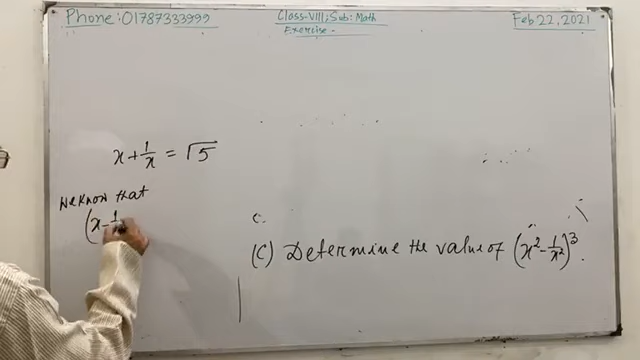 Phone: 01787333999
Class-VIII; Sub: Math
Exercise-
Feb 22, 2021
x + 1/x = √5
We know that
(x - 1/x
(c) Determine the value of (x² - 1/x²)³.